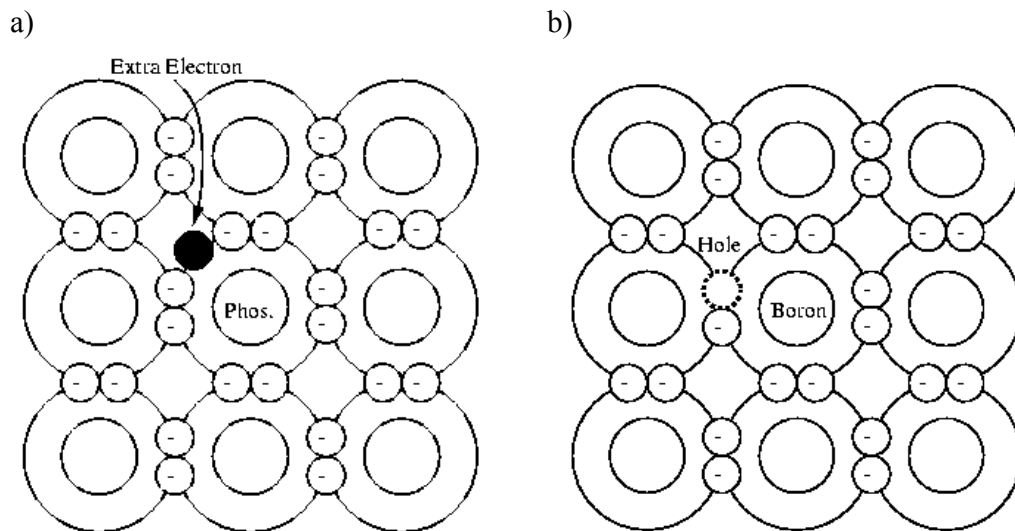 a)
b)
Extra Electron
Hole
Phos.
Boron
- - - -
- - - -
- - - - - -
- - - - - -
- - - -
- - - -
- - - - - -
- - - - - -
- - - -
- - - -